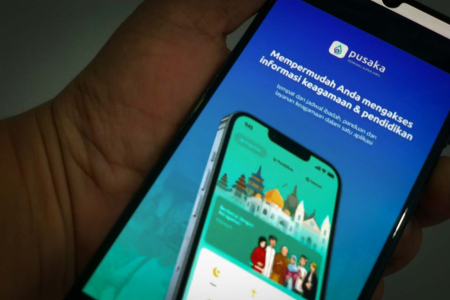 pusaka
Mempermudah Anda mengakses
informasi keagamaan & pendidikan
tempat dan jadwal ibadah, panduan dan
layanan keagamaan dalam satu aplikasi